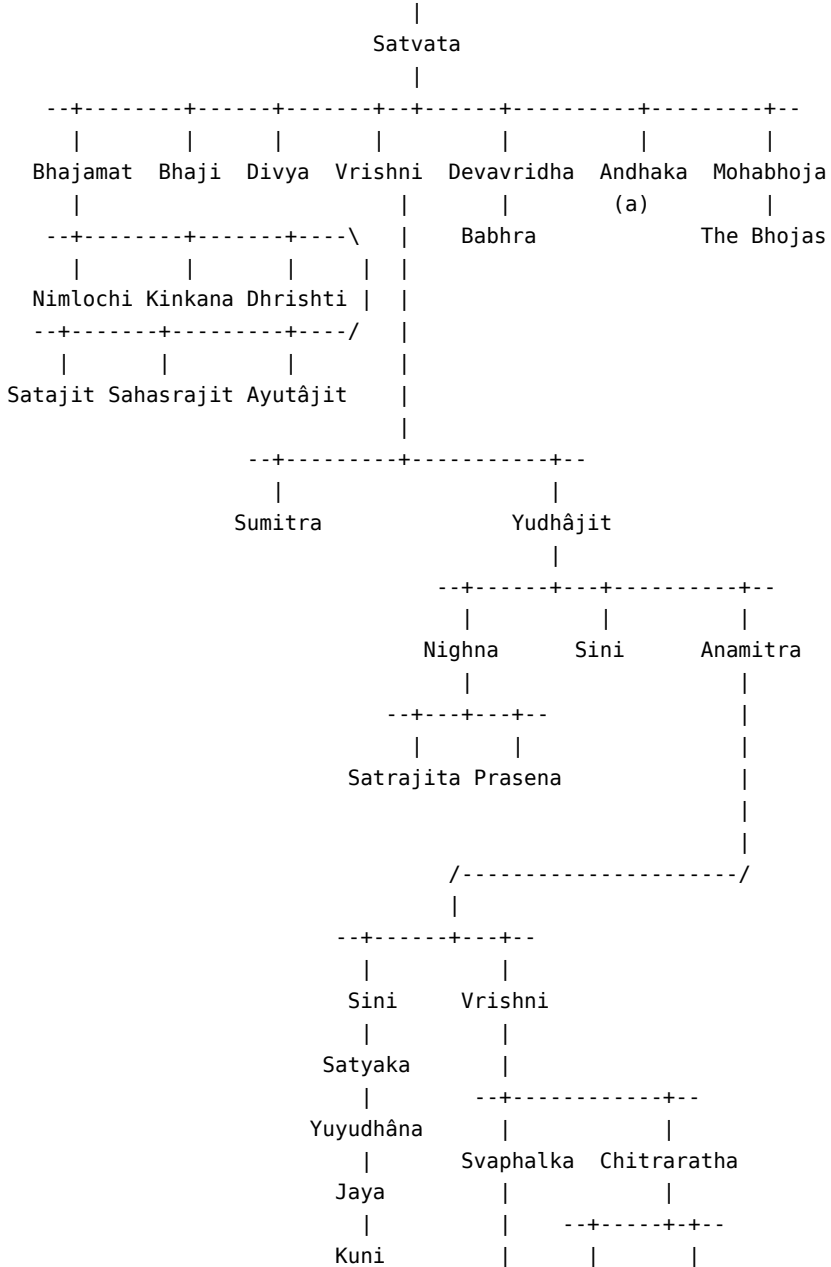 Satvata
Bhajamat Bhaji Divya Vrishni Devavridha Andhaka Mohabhoja
(a)
Babhra The Bhojas
Nimlochi Kinkana Dhrishti
Satajit Sahasrajit Ayutâjit
Sumitra Yudhâjit
Nighna Sini Anamitra
Satrajita Prasena
Sini Vrishni
Satyaka
Yuyudhâna
Svaphalka Chitraratha
Jaya
Kuni